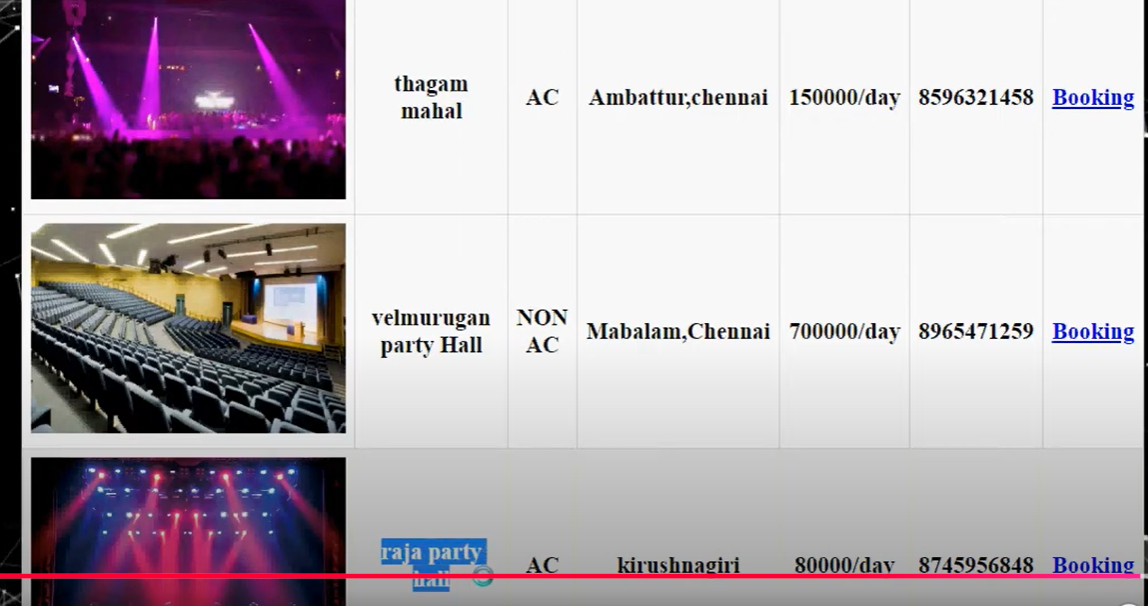 thagam
mahal
AC
Ambattur,chennai
150000/day
8596321458
Booking
velmurugan
party Hall
NON
AC
Mabalam,Chennai
700000/day
8965471259
Booking
raja party
hall
AC
kirushnagiri
80000/day
8745956848
Booking